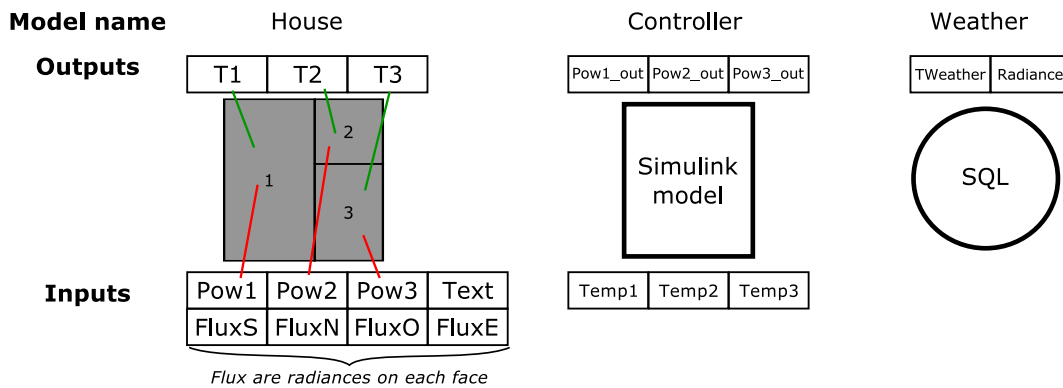 Model name House Controller Weather
Outputs T1 T2 T3 Pow1_out Pow2_out Pow3_out TWeather Radiance
1 2 3
Simulink
model
SQL
Inputs Pow1 Pow2 Pow3 Text Temp1 Temp2 Temp3
FluxS FluxN FluxO FluxE
Flux are radiances on each face